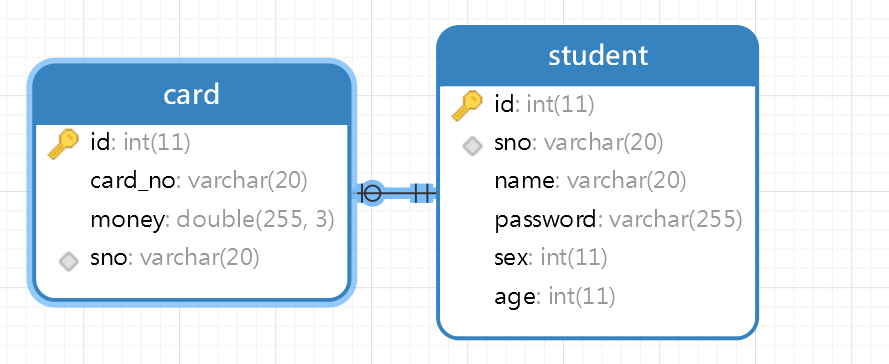 card
id: int(11)
card_no: varchar(20)
money: double(255, 3)
sno: varchar(20)
student
id: int(11)
sno: varchar(20)
name: varchar(20)
password: varchar(255)
sex: int(11)
age: int(11)